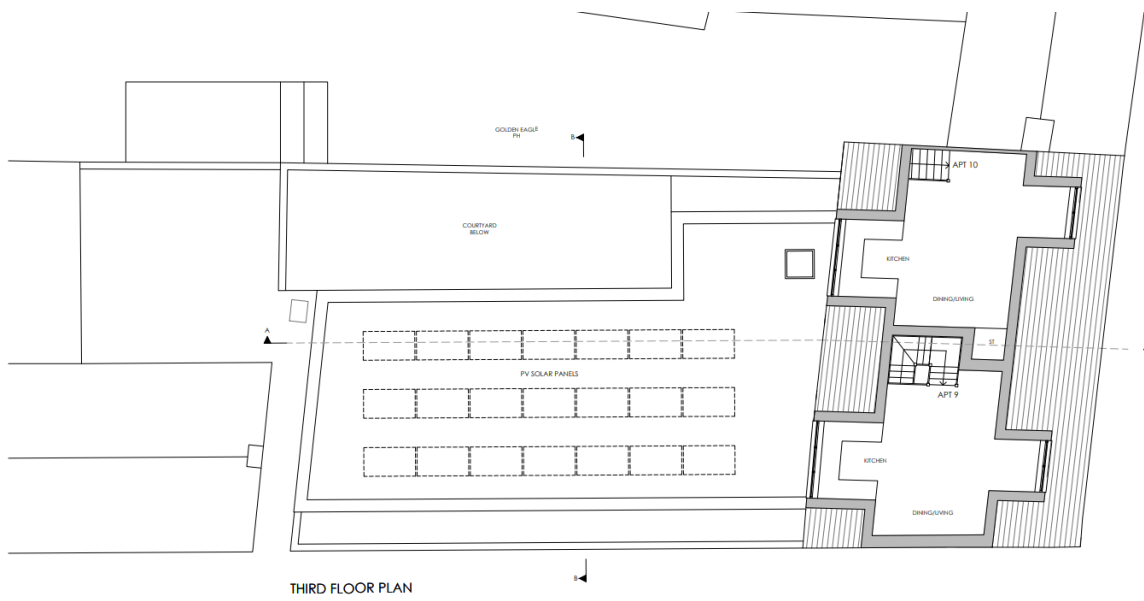 GOLDEN EAGLE
PH
B
APT 10
COURTYARD
BELOW
KITCHEN
DINING/LIVING
A
ST
PV SOLAR PANELS
APT 9
KITCHEN
DINING/LIVING
B
THIRD FLOOR PLAN